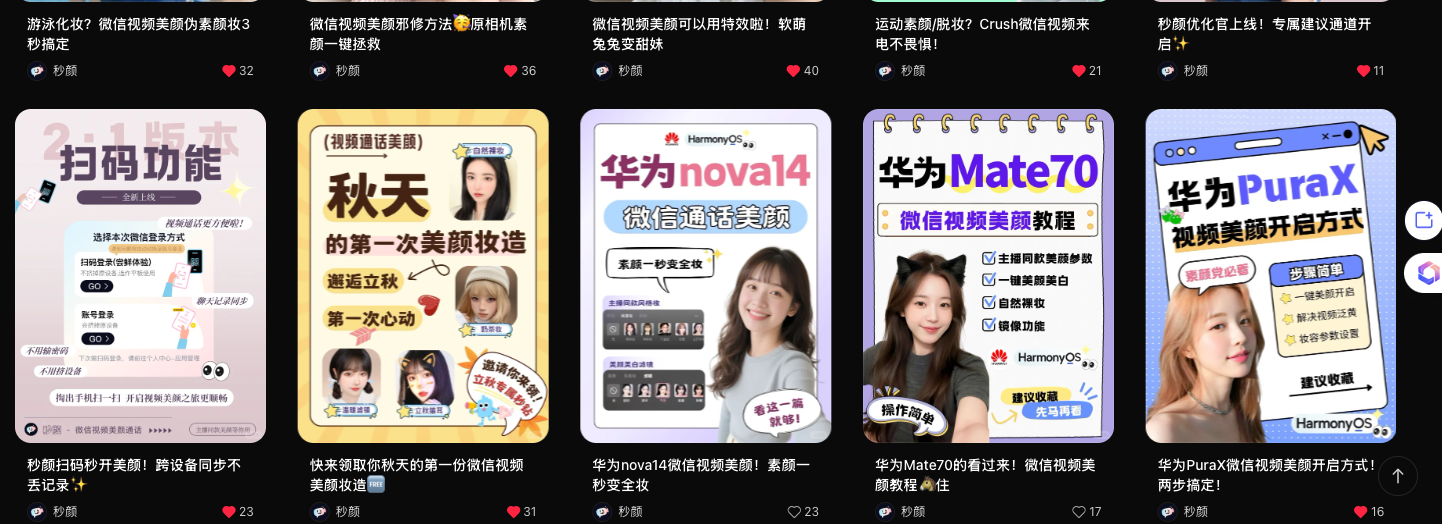 游泳化妆？微信视频美颜伪素颜妆3
秒搞定
秒颜
32
微信视频美颜邪修方法🥳原相机素
颜一键拯救
秒颜
36
微信视频美颜可以用特效啦！软萌
兔兔变甜妹
秒颜
40
运动素颜/脱妆？Crush微信视频来
电不畏惧！
秒颜
21
秒颜优化官上线！专属建议通道开
启✨
秒颜
11
2·1版本
扫码功能
全新上线
视频通话更方便啦!
选择本次微信登录方式
扫码登录(尝鲜体验)
GO >
聊天记录同步
账号登录
GO >
不用输密码
不用挤设备
掏出手机扫一扫 开启视频美颜之旅更顺畅
微信视频美颜通话
秒颜扫码秒开美颜！跨设备同步不
丢记录✨
秒颜
23
(视频通话美颜)
自然裸妆
秋天
的第一次美颜妆造
邂逅立秋
第一次心动
奶茶妆
温暖滤镜
立秋猫耳
邀请你来领!
立秋专属秒钻
快来领取你秋天的第一份微信视频
美颜妆造🆓
秒颜
31
HarmonyOS
华为nova14
微信通话美颜
素颜一秒变全妆
主播同款风格妆
美颜美白滤镜
看这一篇
就够!
华为nova14微信视频美颜！素颜一
秒变全妆
秒颜
23
华为Mate70
微信视频美颜教程
主播同款美颜参数
一键美颜美白
自然裸妆
镜像功能
HarmonyOS
操作简单
建议收藏
先马再看
华为Mate70的看过来！微信视频美
颜教程🐴住
秒颜
17
华为PuraX
视频美颜开启方式
素颜党必看
步骤简单
一键美颜开启
解决视频泛黄
妆容参数设置
建议收藏
HarmonyOS
华为PuraX微信视频美颜开启方式！
两步搞定！
秒颜
16